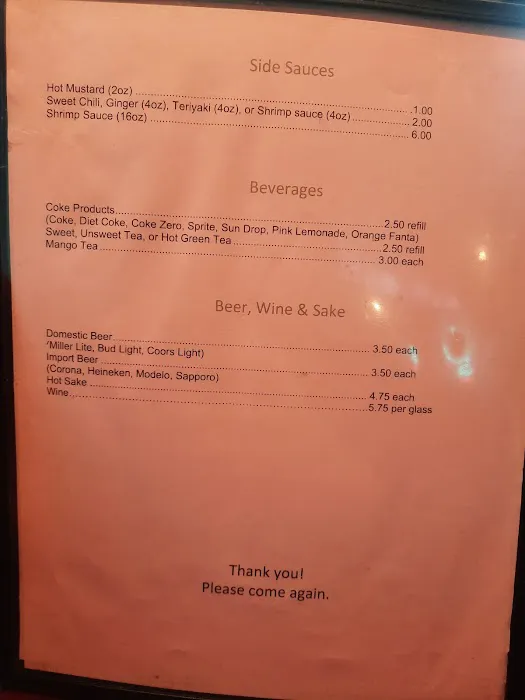 Side Sauces
Hot Mustard (2oz) .......... 1.00
Sweet Chili, Ginger (4oz), Teriyaki (4oz), or Shrimp sauce (4oz) .......... 2.00
Shrimp Sauce (16oz) .......... 6.00
Beverages
Coke Products .......... 2.50 refill
(Coke, Diet Coke, Coke Zero, Sprite, Sun Drop, Pink Lemonade, Orange Fanta)
Sweet, Unsweet Tea, or Hot Green Tea .......... 2.50 refill
Mango Tea .......... 3.00 each
Beer, Wine & Sake
Domestic Beer .......... 3.50 each
(Miller Lite, Bud Light, Coors Light)
Import Beer .......... 3.50 each
(Corona, Heineken, Modelo, Sapporo)
Hot Sake .......... 4.75 each
Wine .......... 5.75 per glass
Thank you!
Please come again.